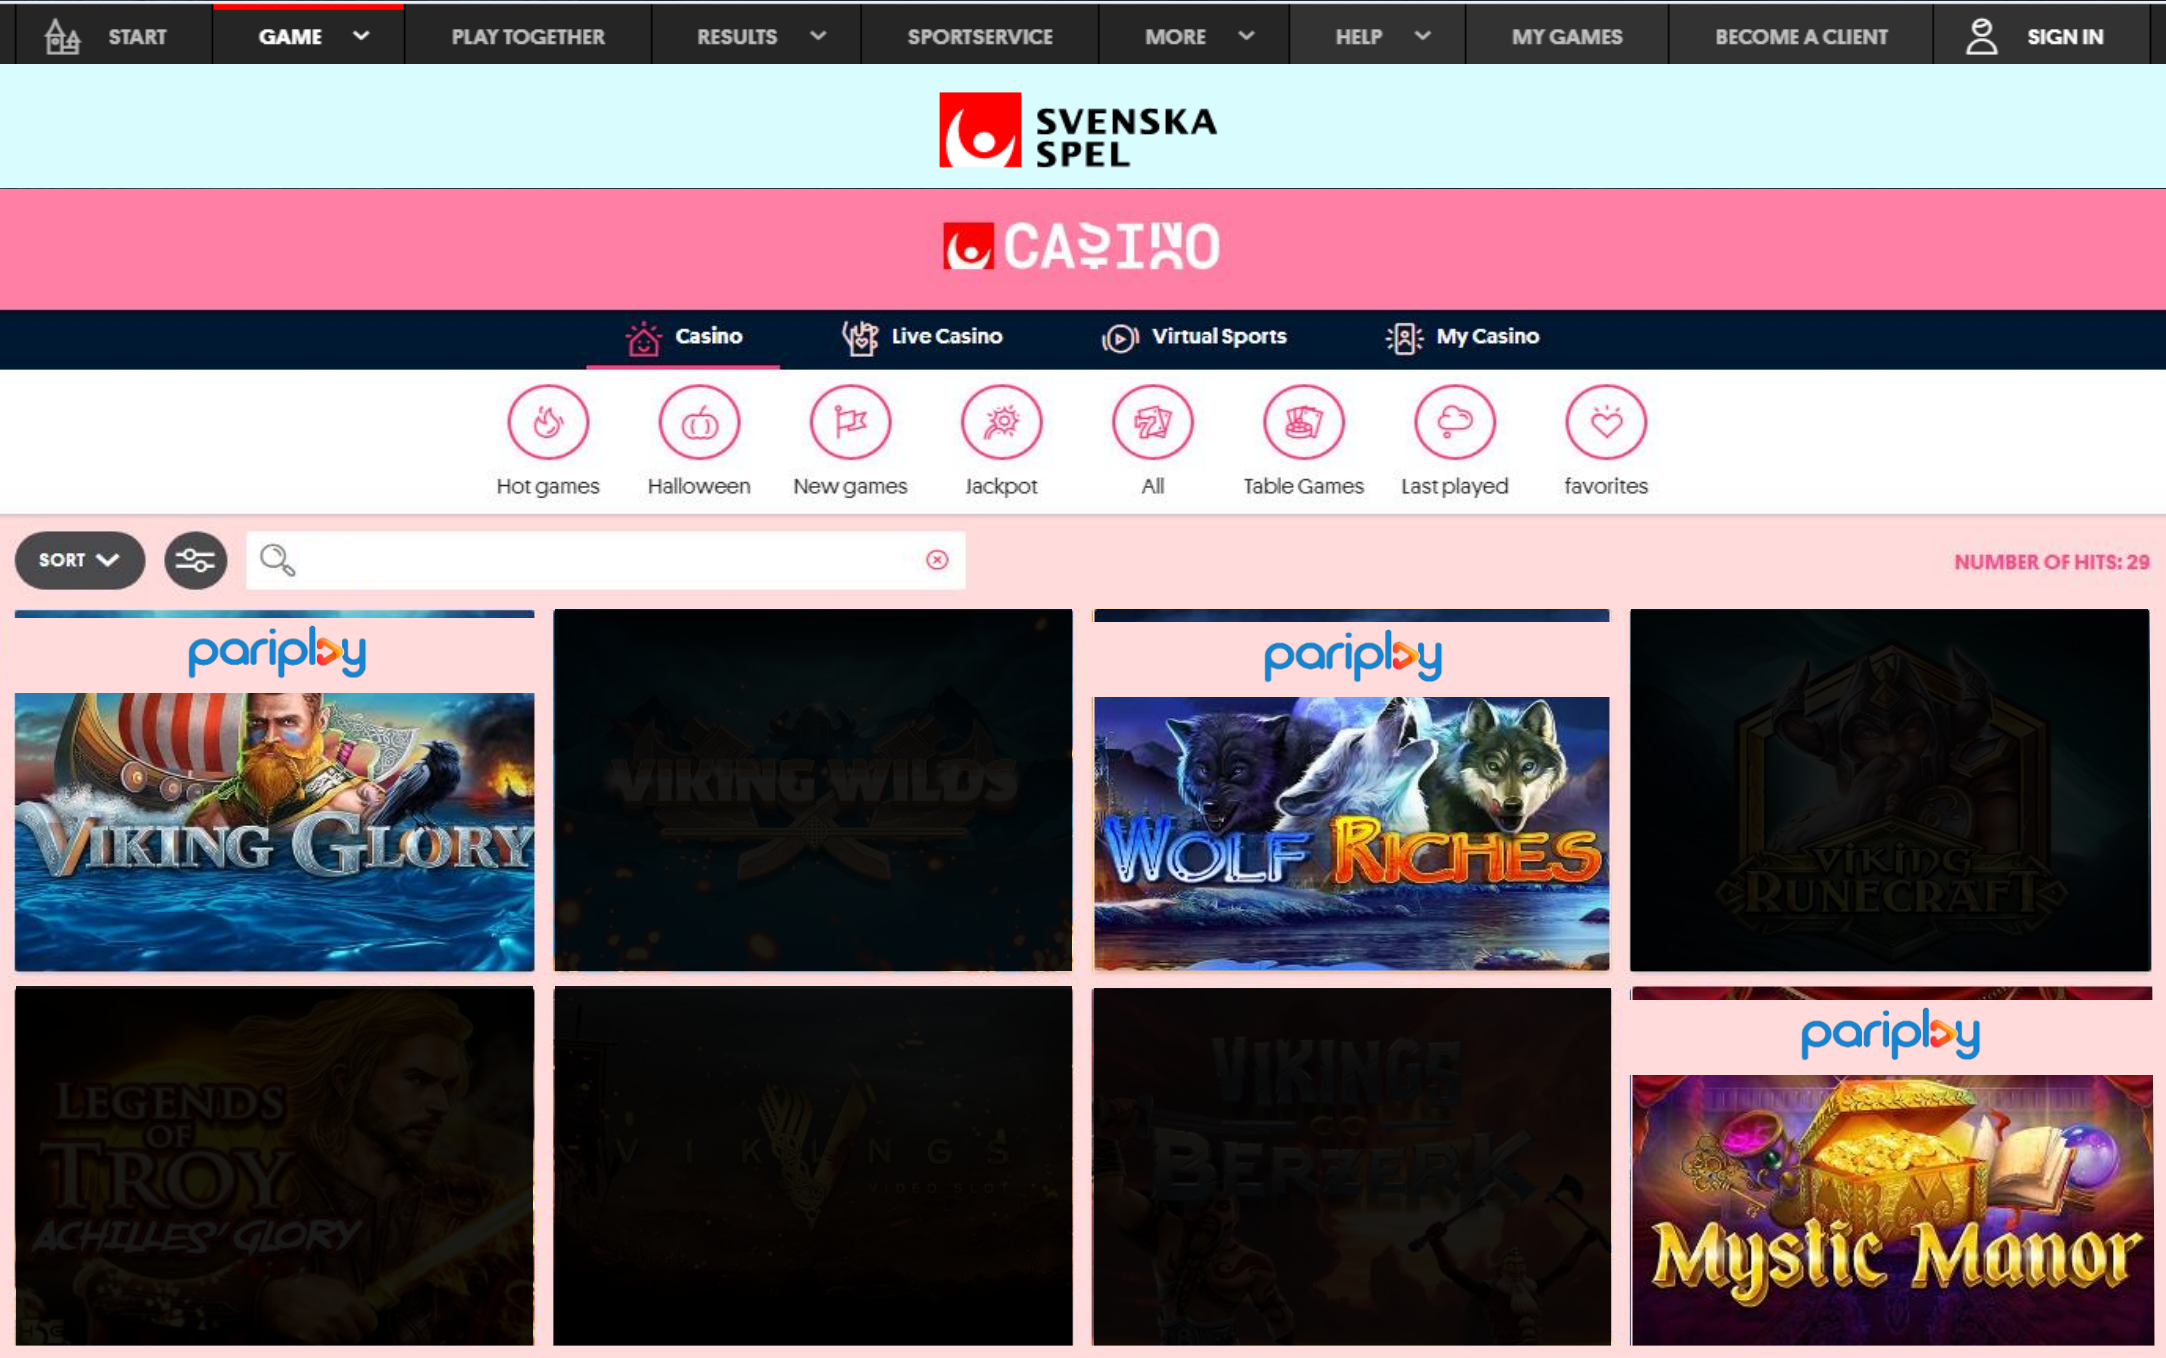 START
GAME
PLAY TOGETHER
RESULTS
SPORTSERVICE
MORE
HELP
MY GAMES
BECOME A CLIENT
SIGN IN
SVENSKA
SPEL
CASINO
Casino
Live Casino
Virtual Sports
My Casino
Hot games
Halloween
New games
Jackpot
All
Table Games
Last played
favorites
SORT
NUMBER OF HITS: 29
pariplay
VIKING GLORY
VIKING WILDS
pariplay
WOLF RICHES
VIKING
RUNECRAFT
LEGENDS
OF
TROY
ACHILLES' GLORY
VIKINGS
VIDEO SLOT
VIKINGS
GO
BERZERK
pariplay
Mystic Manor